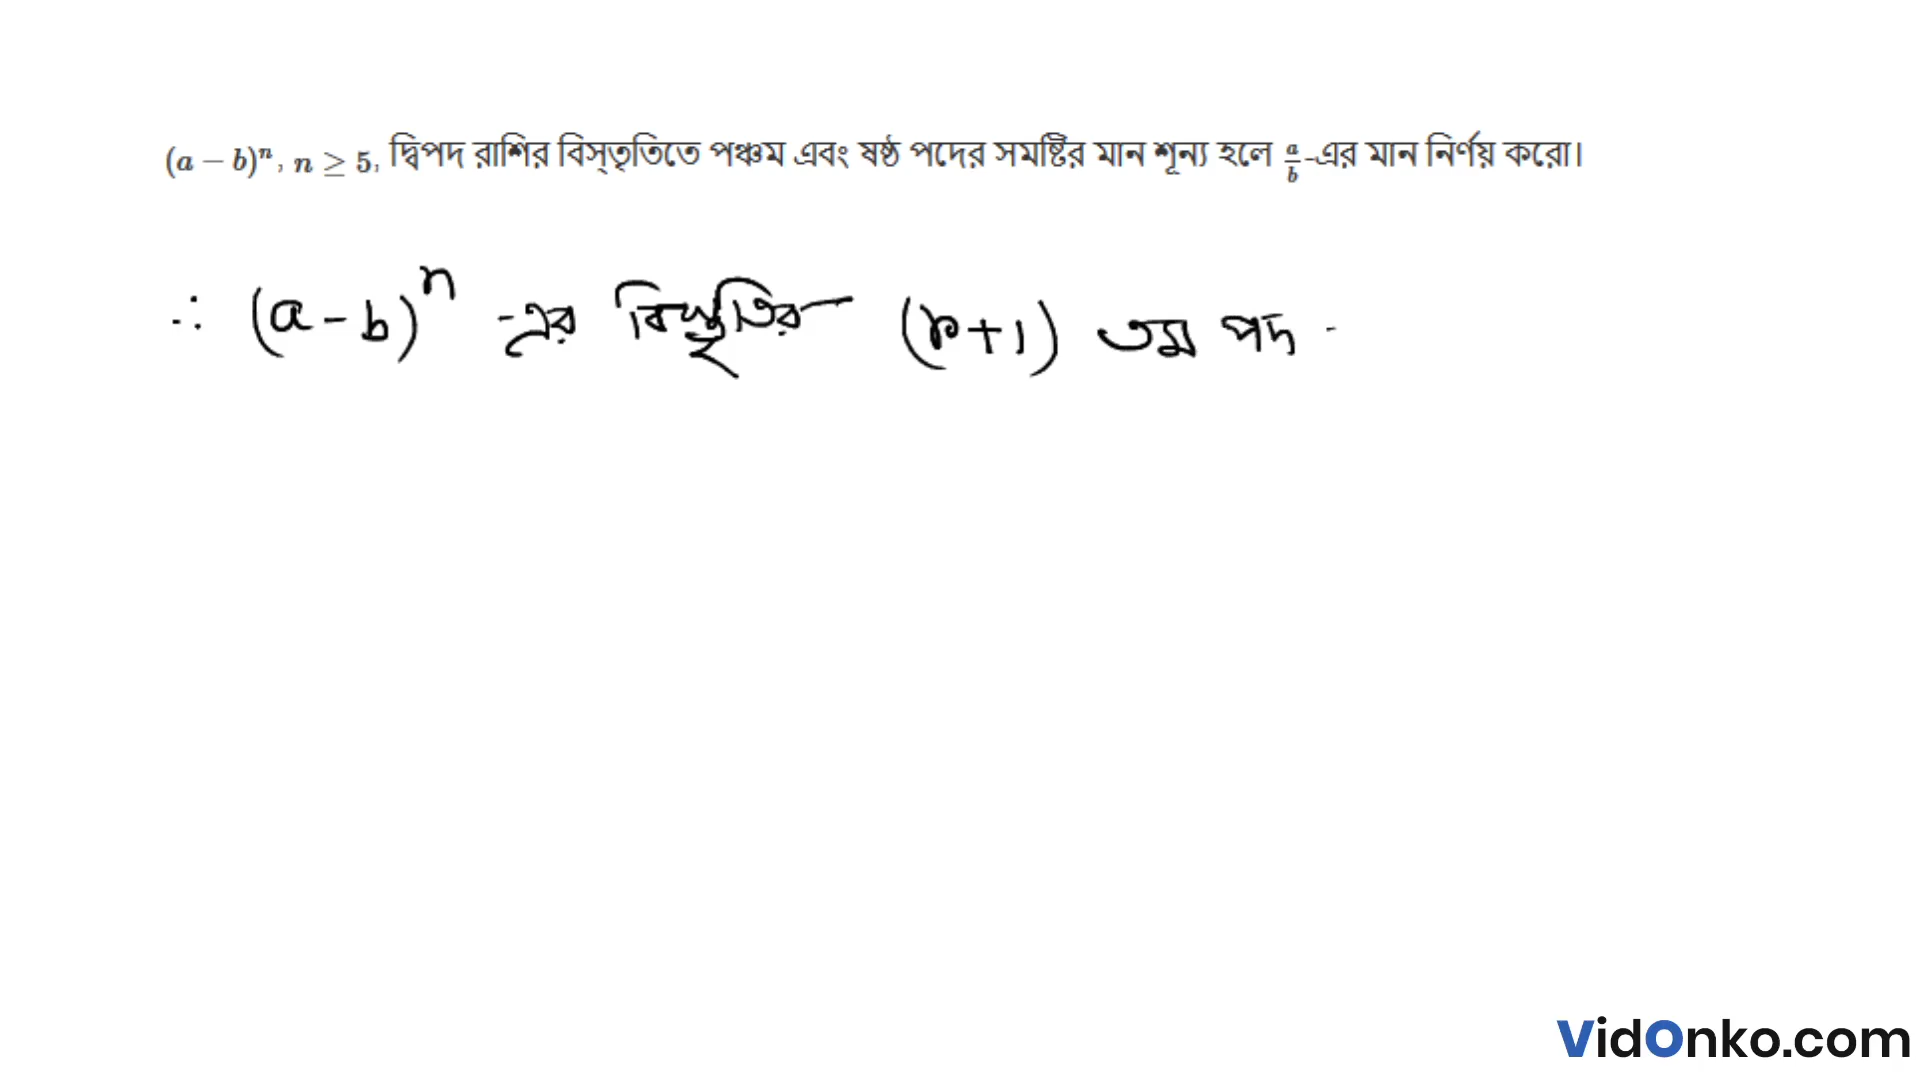 (a − b)ⁿ, n ≥ 5, দ্বিপদ রাশির বিস্তৃতিতে পঞ্চম এবং ষষ্ঠ পদের সমষ্টির মান শূন্য হলে a/b-এর মান নির্ণয় করো।
∴ (a - b)ⁿ -এর বিস্তৃতির (r+1) তম পদ -
VidOnko.com